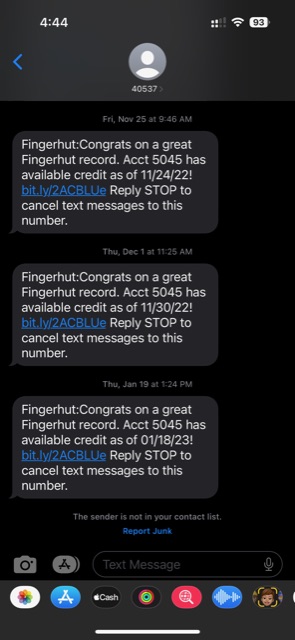 4:44
93
40537 >
Fri, Nov 25 at 9:46 AM
Fingerhut:Congrats on a great
Fingerhut record. Acct 5045 has
available credit as of 11/24/22!
bit.ly/2ACBLUe Reply STOP to
cancel text messages to this
number.
Thu, Dec 1 at 11:25 AM
Fingerhut:Congrats on a great
Fingerhut record. Acct 5045 has
available credit as of 11/30/22!
bit.ly/2ACBLUe Reply STOP to
cancel text messages to this
number.
Thu, Jan 19 at 1:24 PM
Fingerhut:Congrats on a great
Fingerhut record. Acct 5045 has
available credit as of 01/18/23!
bit.ly/2ACBLUe Reply STOP to
cancel text messages to this
number.
The sender is not in your contact list.
Report Junk
Text Message
Cash